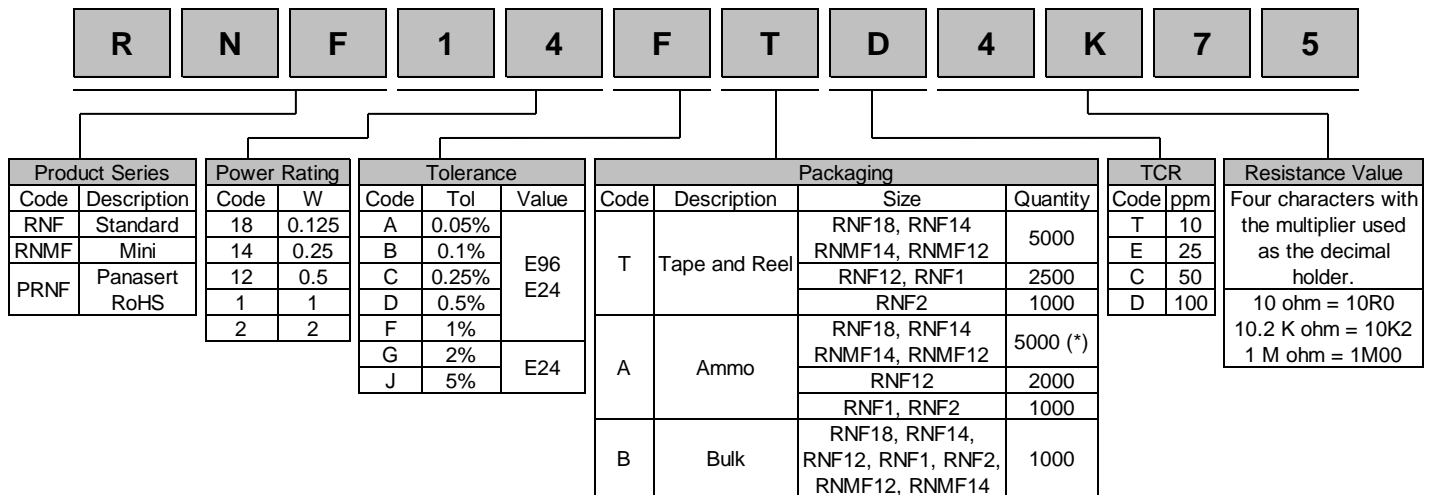 R N F 1 4 F T D 4 K 7 5
Product Series
Code Description
RNF Standard
RNMF Mini
PRNF Panasert
RoHS
Power Rating
Code W
18 0.125
14 0.25
12 0.5
1 1
2 2
Tolerance
Code Tol Value
A 0.05%
B 0.1%
C 0.25%
D 0.5%
F 1%
E96
E24
G 2%
J 5%
E24
Packaging
Code Description Size Quantity
T Tape and Reel
RNF18, RNF14
RNMF14, RNMF12
5000
RNF12, RNF1 2500
RNF2 1000
A Ammo
RNF18, RNF14
RNMF14, RNMF12
5000 (*)
RNF12 2000
RNF1, RNF2 1000
B Bulk
RNF18, RNF14,
RNF12, RNF1, RNF2,
RNMF12, RNMF14
1000
TCR
Code ppm
T 10
E 25
C 50
D 100
Resistance Value
Four characters with
the multiplier used
as the decimal
holder.
10 ohm = 10R0
10.2 K ohm = 10K2
1 M ohm = 1M00